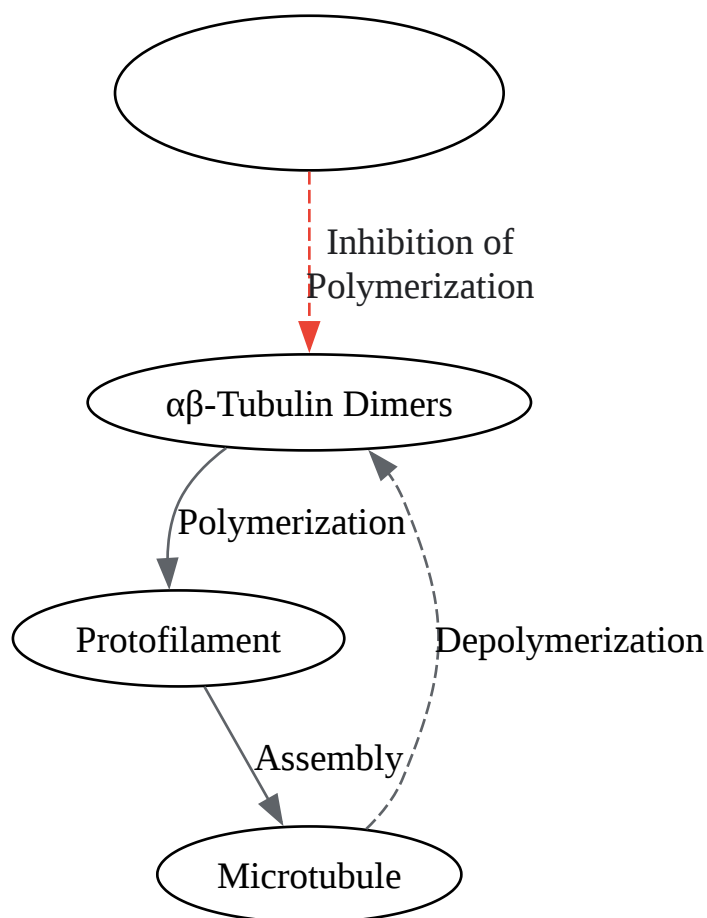 Inhibition of
Polymerization
αβ-Tubulin Dimers
Polymerization
Protofilament
Depolymerization
Assembly
Microtubule